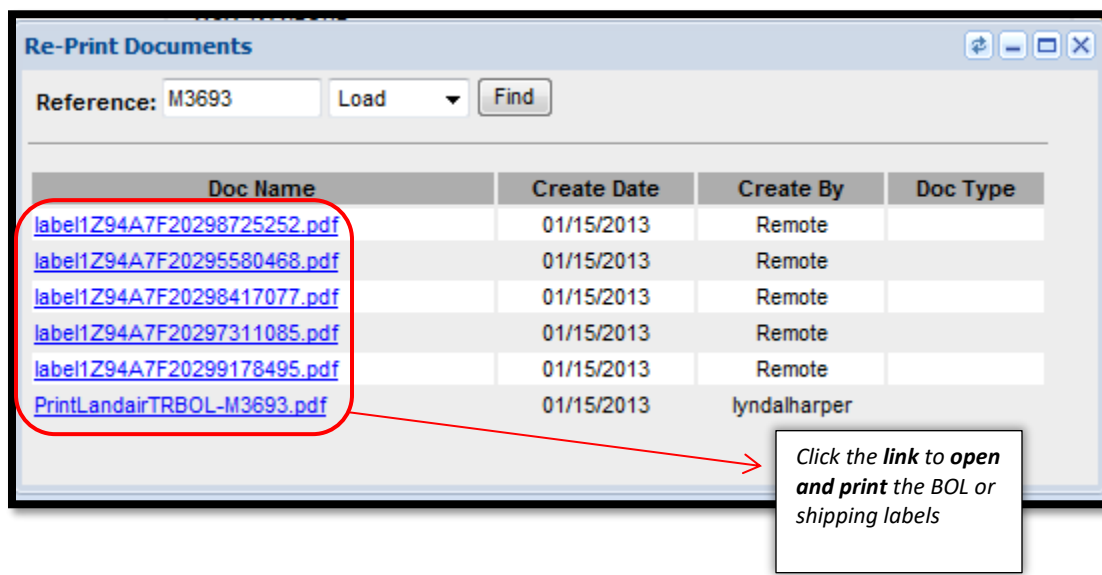 Re-Print Documents
Reference: M3693 Load Find
Doc Name Create Date Create By Doc Type
label1Z94A7F20298725252.pdf 01/15/2013 Remote
label1Z94A7F20295580468.pdf 01/15/2013 Remote
label1Z94A7F20298417077.pdf 01/15/2013 Remote
label1Z94A7F20297311085.pdf 01/15/2013 Remote
label1Z94A7F20299178495.pdf 01/15/2013 Remote
PrintLandairTRBOL-M3693.pdf 01/15/2013 lyndalharper
Click the link to open
and print the BOL or
shipping labels